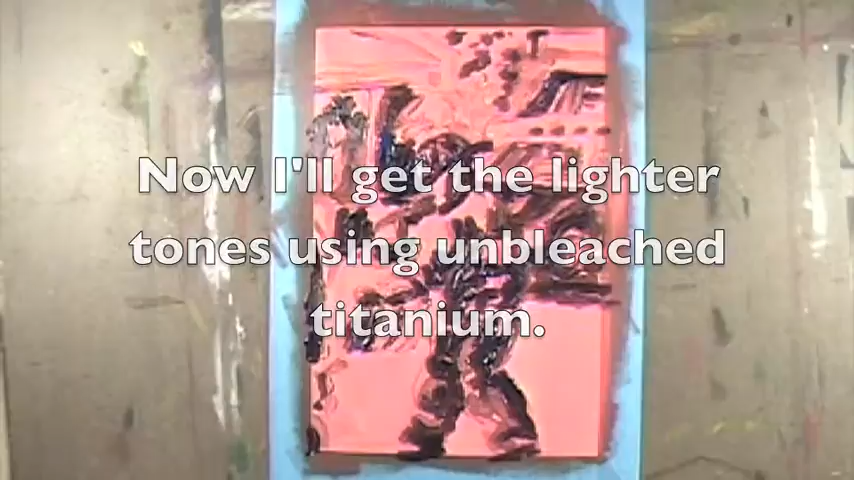 Now I'll get the lighter
tones using unbleached
titanium.